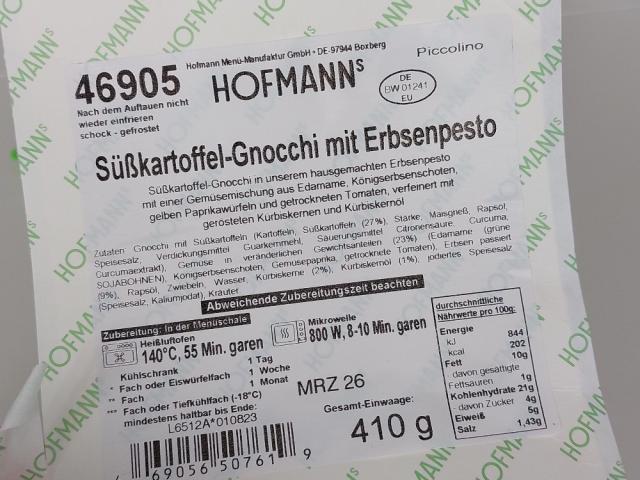 Hofmann Menü-Manufaktur GmbH • DE-97944 Boxberg
Piccolino
46905
HOFMANNS
DE
BW 01241
EU
Nach dem Auftauen nicht
wieder einfrieren
schock - gefrostet
Süßkartoffel-Gnocchi mit Erbsenpesto
Süßkartoffel-Gnocchi in unserem hausgemachten Erbsenpesto
mit einer Gemüsemischung aus Edamame, Königserbsenschoten,
gelben Paprikawürfeln und getrockneten Tomaten, verfeinert mit
gerösteten Kürbiskernen und Kürbiskernöl
Zutaten: Gnocchi mit Süßkartoffeln (Kartoffeln, Süßkartoffeln (27%), Stärke, Maisgrieß, Rapsöl,
Speisesalz, Verdickungsmittel Guarkernmehl, Säuerungsmittel Citronensäure, Curcuma,
Curcumaextrakt), Gemüse in veränderlichen Gewichtsanteilen (23%) (Edamame (grüne
SOJABOHNEN), Königserbsenschoten, Gemüsepaprika, getrocknete Tomaten), Erbsen passiert
(9%), Rapsöl, Zwiebeln, Wasser, Kürbiskerne (2%), Kürbiskernöl (1%), jodiertes Speisesalz
(Speisesalz, Kaliumjodat), Kräuter
Abweichende Zubereitungszeit beachten
Zubereitung: in der Menüschale
Heißluftofen
140°C, 55 Min. garen
Mikrowelle
800 W, 8-10 Min. garen
Kühlschrank 1 Tag
* Fach oder Eiswürfelfach 1 Woche
** Fach 1 Monat
*** Fach oder Tiefkühlfach (-18°C)
mindestens haltbar bis Ende:
MRZ 26
L6512A*010823
Gesamt-Einwaage:
410 g
69056 50761 9
durchschnittliche
Nährwerte pro 100g:
Energie
kJ 844
kcal 202
Fett 10g
davon gesättigte
Fettsäuren 1g
Kohlenhydrate 21g
davon Zucker 4g
Eiweiß 5g
Salz 1,43g